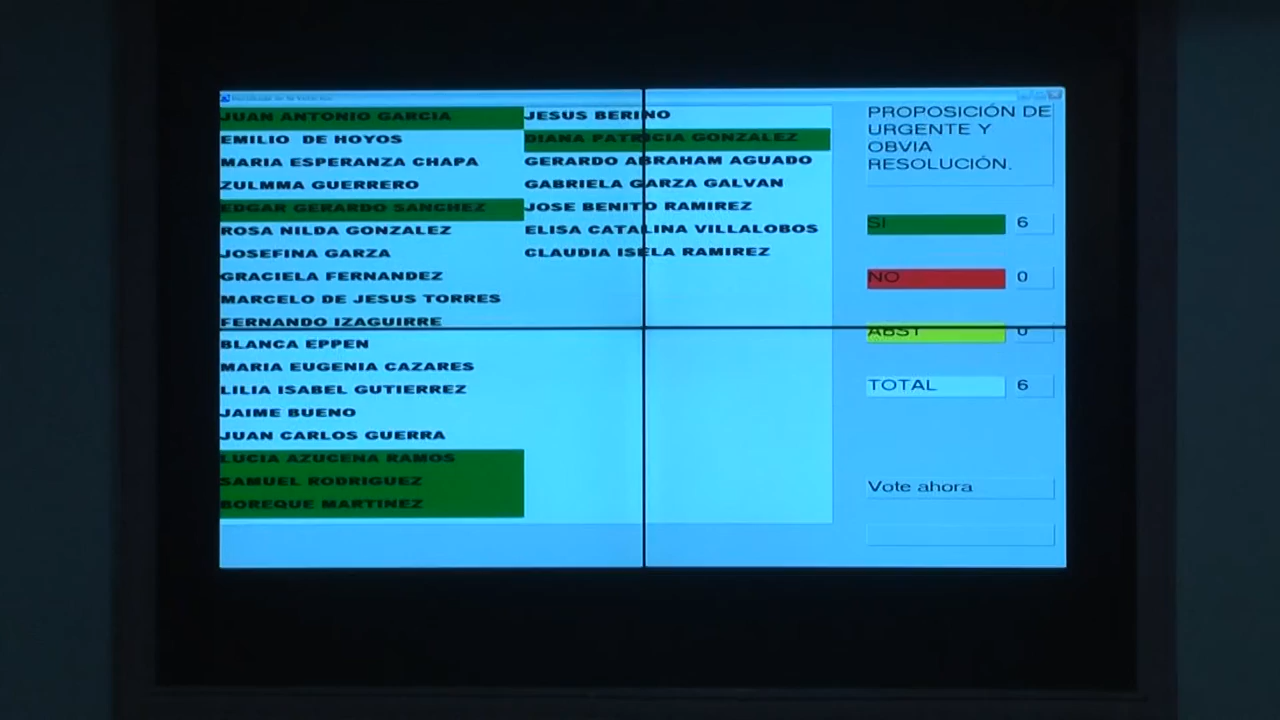 JUAN ANTONIO GARCIA
EMILIO DE HOYOS
MARIA ESPERANZA CHAPA
ZULMMA GUERRERO
EDGAR GERARDO SANCHEZ
ROSA NILDA GONZALEZ
JOSEFINA GARZA
GRACIELA FERNANDEZ
MARCELO DE JESUS TORRES
FERNANDO IZAGUIRRE
BLANCA EPPEN
MARIA EUGENIA CAZARES
LILIA ISABEL GUTIERREZ
JAIME BUENO
JUAN CARLOS GUERRA
LUCIA AZUCENA RAMOS
SAMUEL RODRIGUEZ
BOREQUE MARTINEZ
JESUS BERINO
DIANA PATRICIA GONZALEZ
GERARDO ABRAHAM AGUADO
GABRIELA GARZA GALVAN
JOSE BENITO RAMIREZ
ELISA CATALINA VILLALOBOS
CLAUDIA ISELA RAMIREZ
PROPOSICIÓN DE
URGENTE Y
OBVIA
RESOLUCIÓN.
SI 6
NO 0
ABST 0
TOTAL 6
Vote ahora